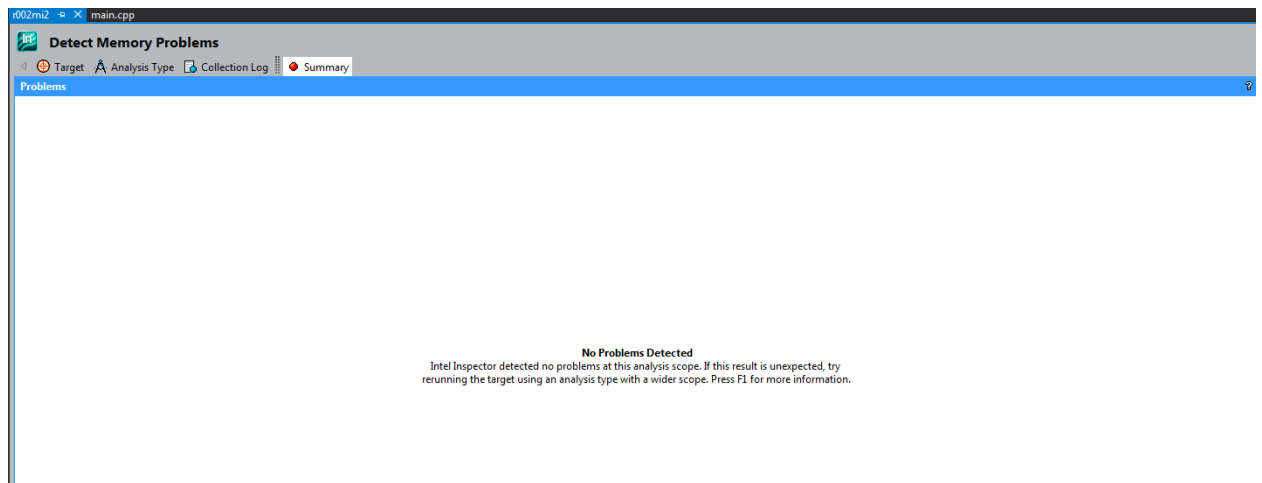 r002mi2 main.cpp
Detect Memory Problems
Target Analysis Type Collection Log Summary
Problems ?
No Problems Detected
Intel Inspector detected no problems at this analysis scope. If this result is unexpected, try
rerunning the target using an analysis type with a wider scope. Press F1 for more information.